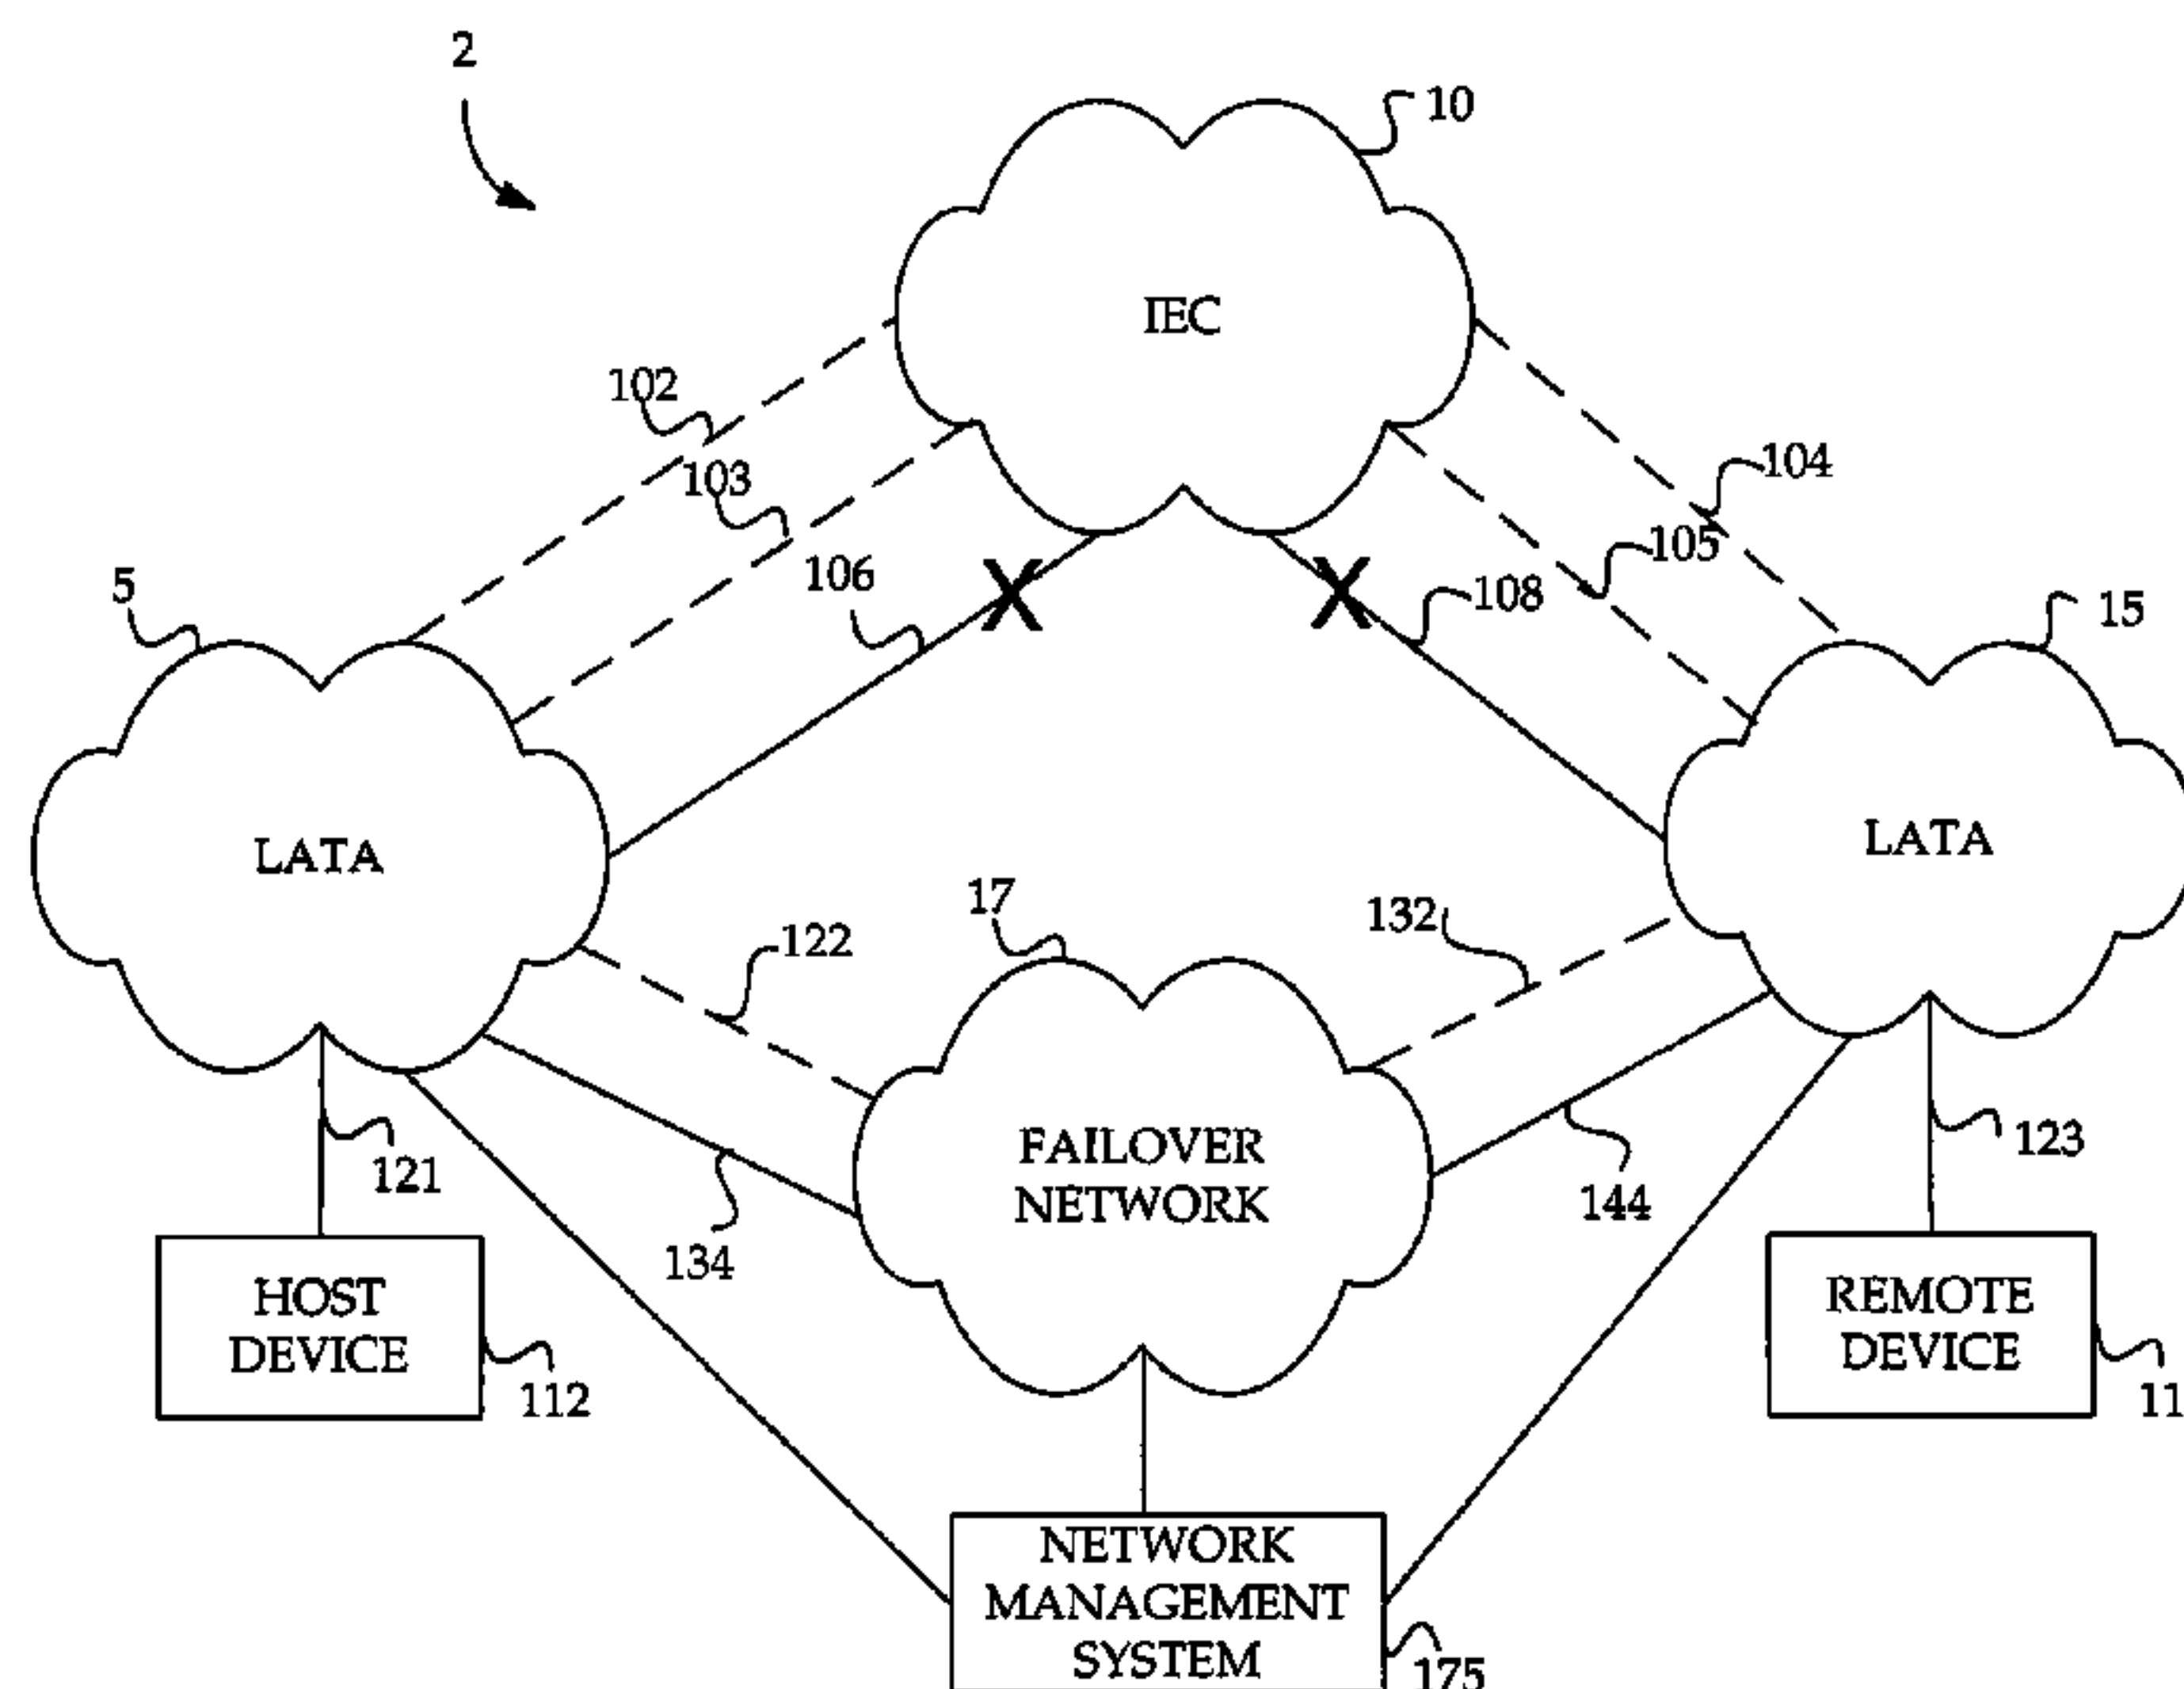 2
10
IEC
102
103
104
105
106
108
5
15
LATA
LATA
17
122
132
FAILOVER
NETWORK
121
123
134
144
HOST
DEVICE
REMOTE
DEVICE
112
11
NETWORK
MANAGEMENT
SYSTEM
175